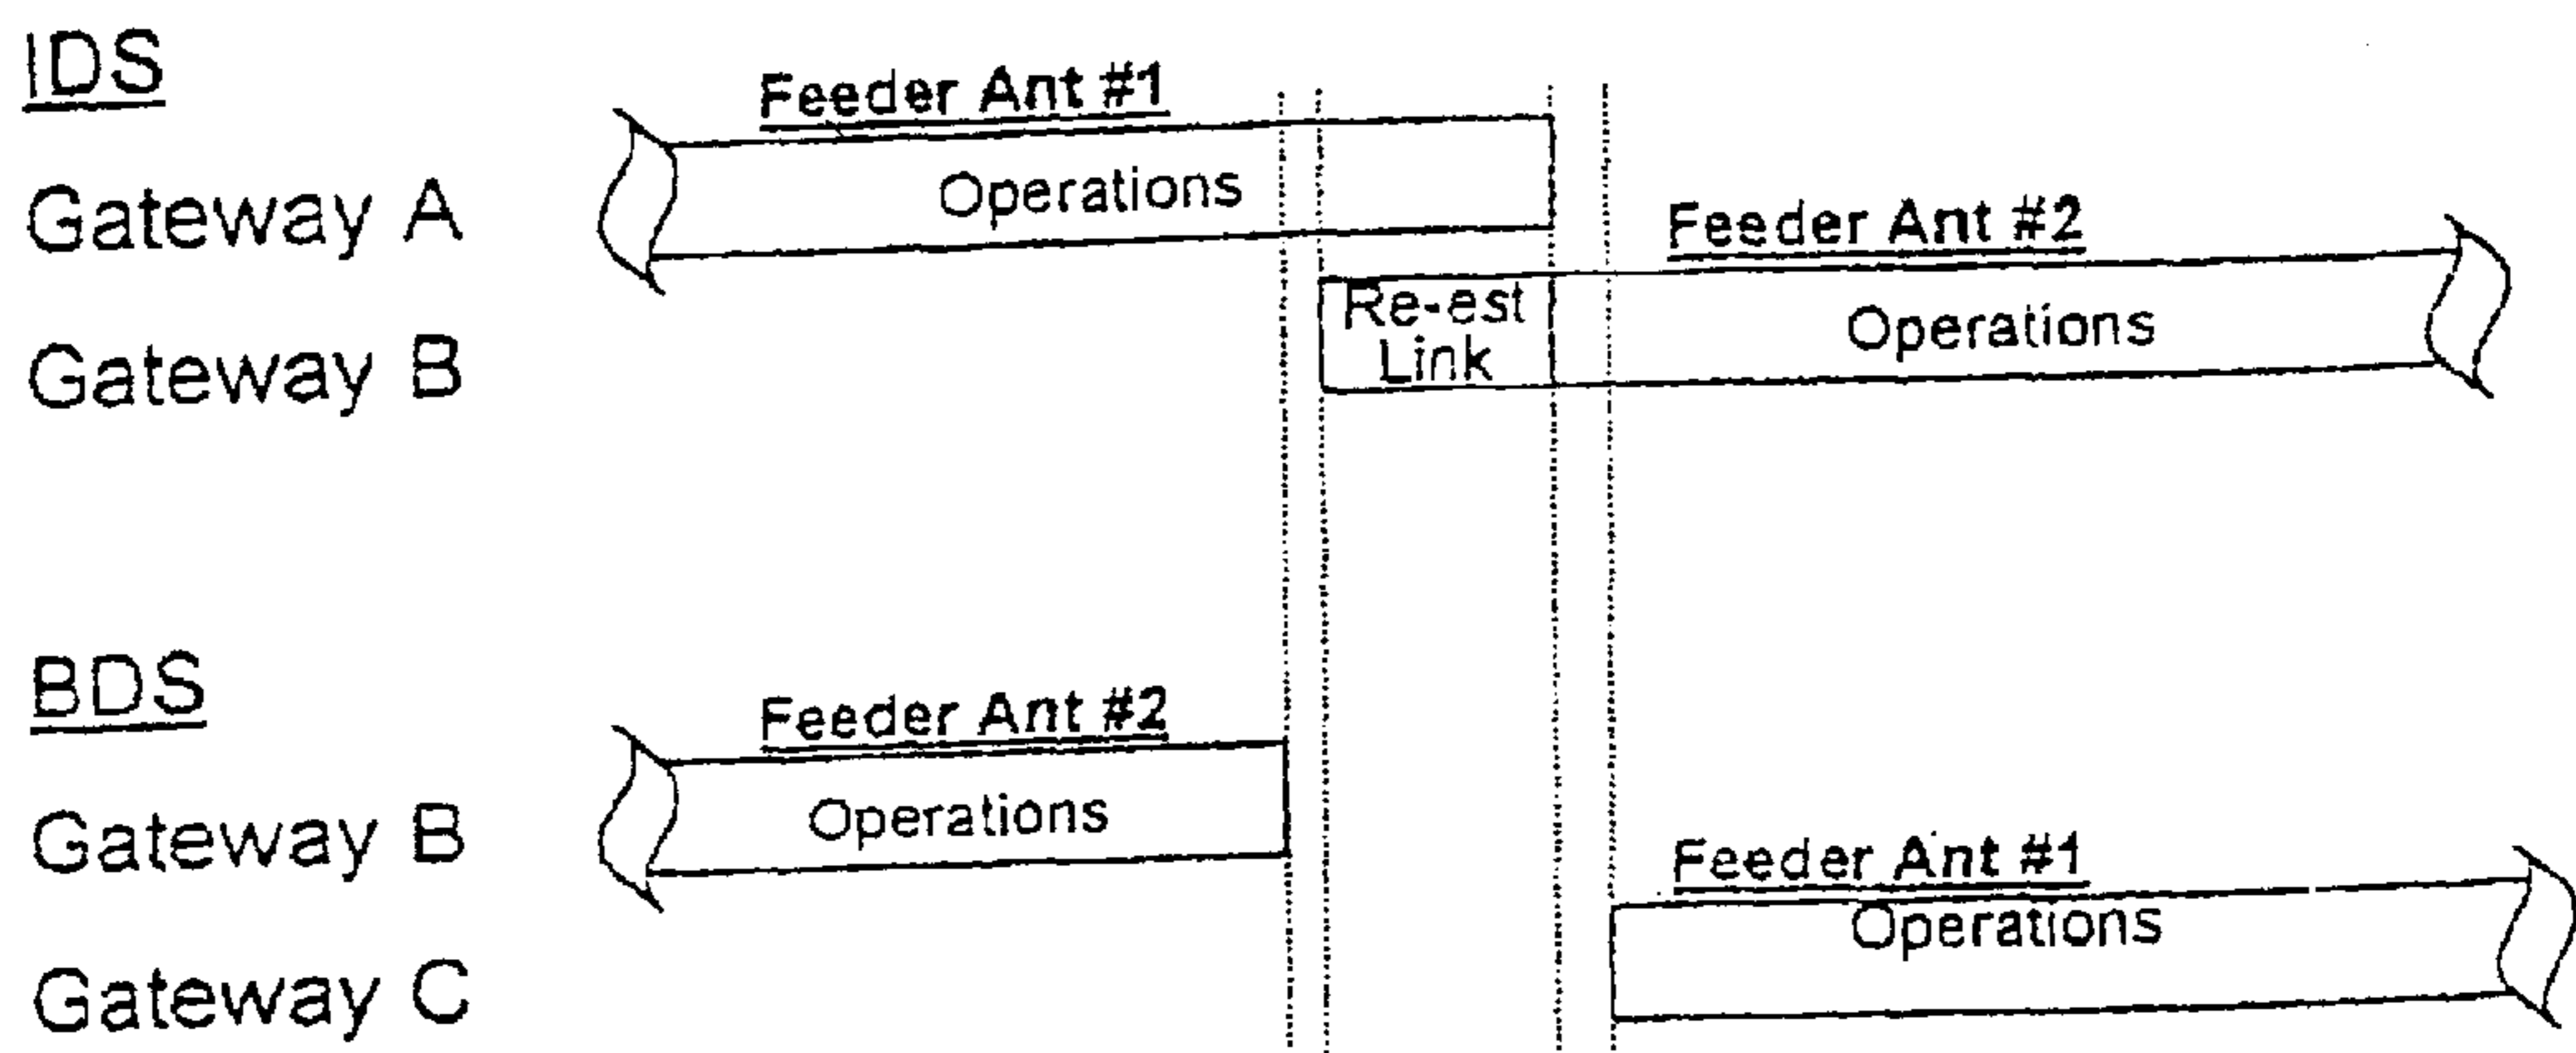 IDS
Feeder Ant #1
Gateway A
Operations
Feeder Ant #2
Gateway B
Re-est
Link
Operations
BDS
Feeder Ant #2
Gateway B
Operations
Feeder Ant #1
Operations
Gateway C